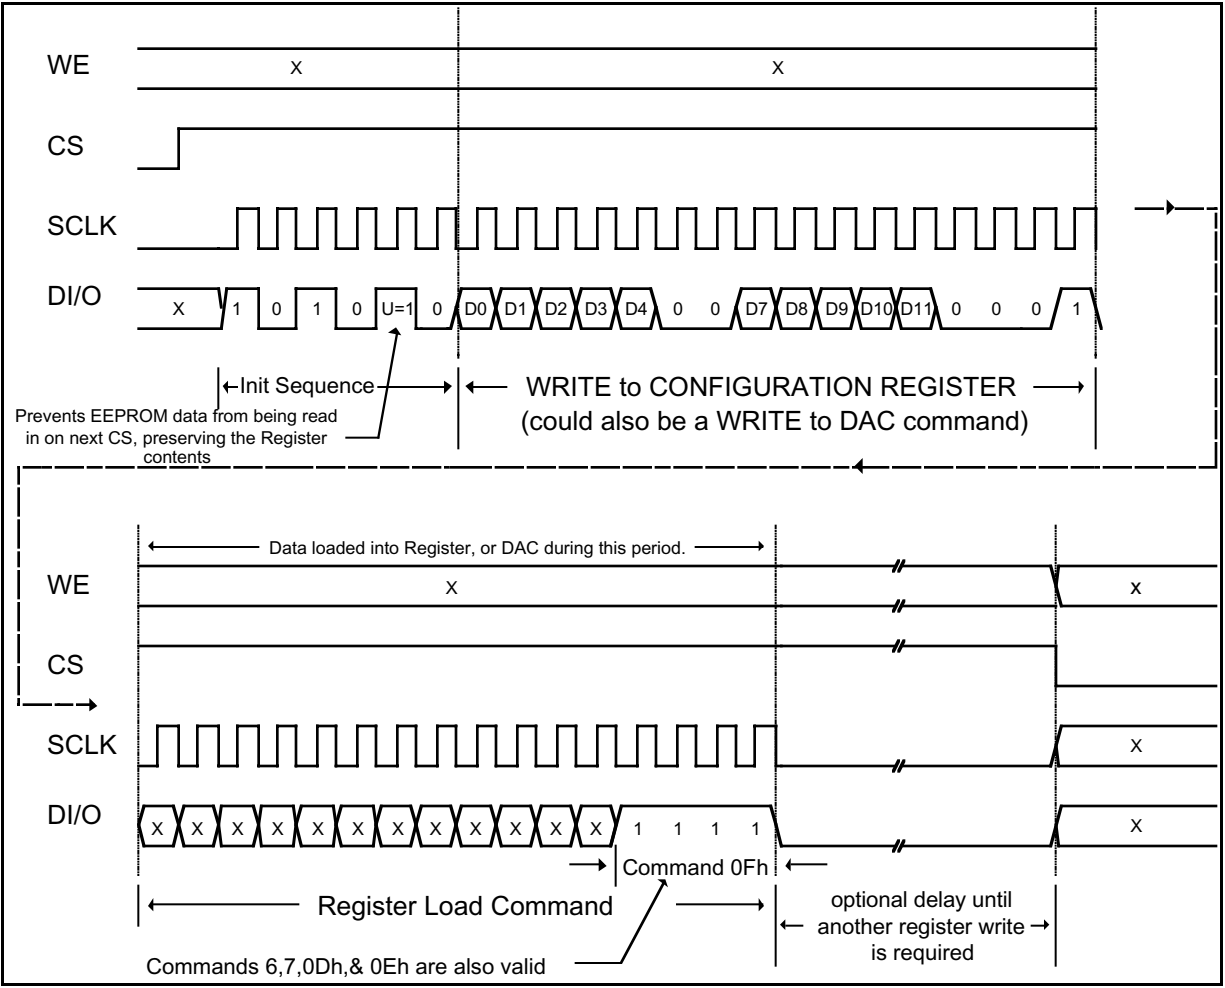 WE
X
X
CS
SCLK
DI/O
X 1 0 1 0 U=1 0 D0 D1 D2 D3 D4 0 0 D7 D8 D9 D10 D11 0 0 0 1
Init Sequence
WRITE to CONFIGURATION REGISTER
(could also be a WRITE to DAC command)
Prevents EEPROM data from being read
in on next CS, preserving the Register
contents
Data loaded into Register, or DAC during this period.
WE
X
x
CS
SCLK
X
DI/O
X X X X X X X X X X X X 1 1 1 1
X
Command 0Fh
Register Load Command
optional delay until
another register write
is required
Commands 6,7,0Dh,& 0Eh are also valid